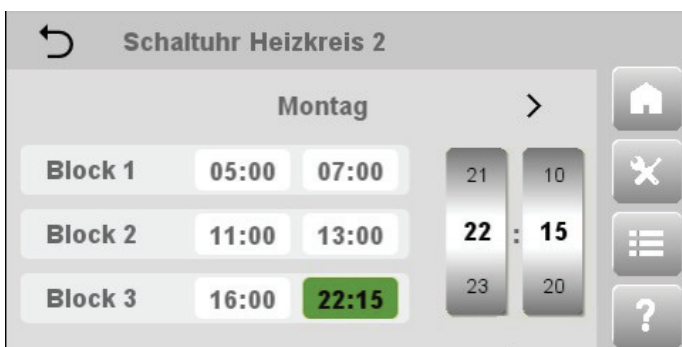 Schaltuhr Heizkreis 2
Montag >
Block 1 05:00 07:00
21 10
Block 2 11:00 13:00
22 : 15
Block 3 16:00 22:15
23 20
?